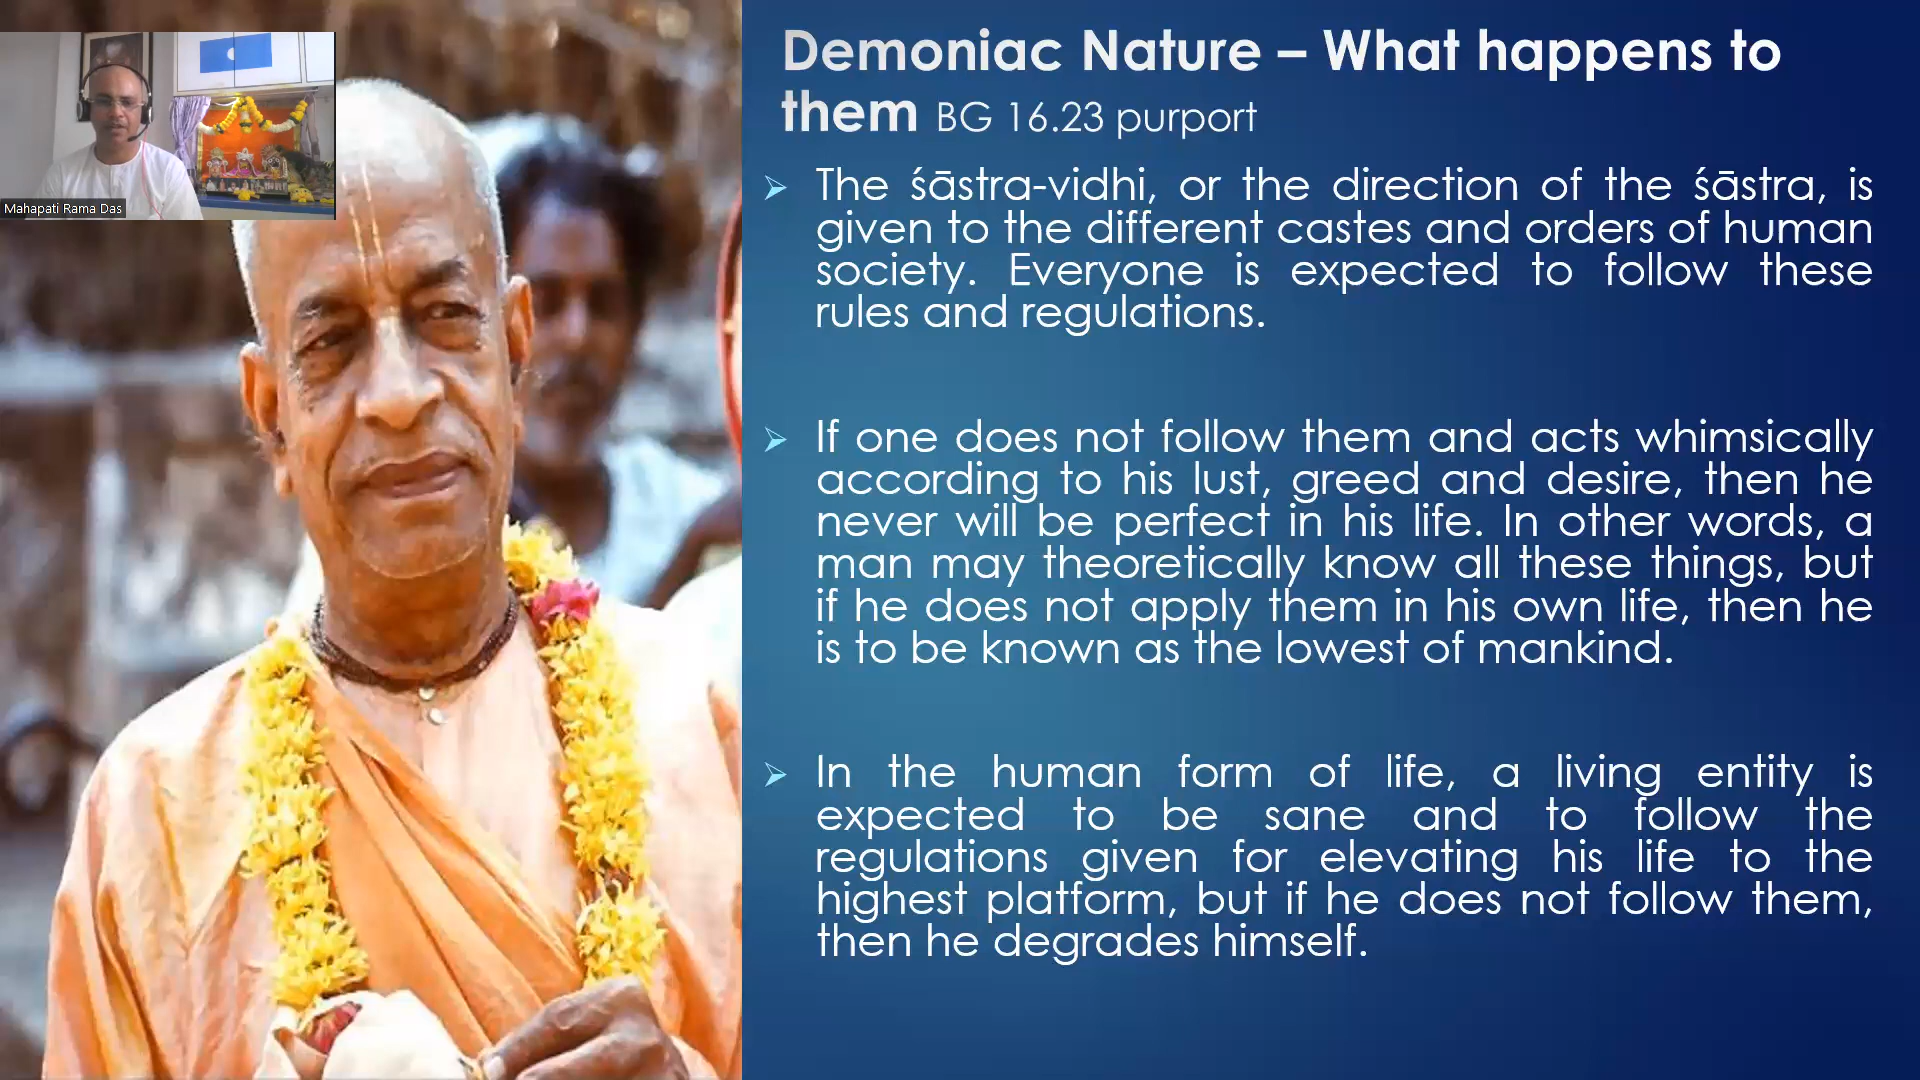 Mahapati Rama Das
Demoniac Nature – What happens to
them BG 16.23 purport
The śāstra-vidhi, or the direction of the śāstra, is
given to the different castes and orders of human
society. Everyone is expected to follow these
rules and regulations.
If one does not follow them and acts whimsically
according to his lust, greed and desire, then he
never will be perfect in his life. In other words, a
man may theoretically know all these things, but
if he does not apply them in his own life, then he
is to be known as the lowest of mankind.
In the human form of life, a living entity is
expected to be sane and to follow the
regulations given for elevating his life to the
highest platform, but if he does not follow them,
then he degrades himself.